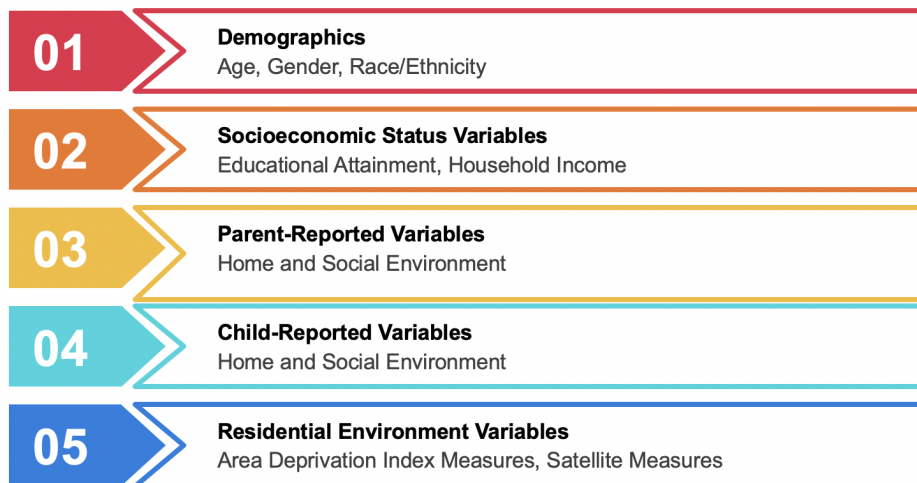 01
Demographics
Age, Gender, Race/Ethnicity
02
Socioeconomic Status Variables
Educational Attainment, Household Income
03
Parent-Reported Variables
Home and Social Environment
04
Child-Reported Variables
Home and Social Environment
05
Residential Environment Variables
Area Deprivation Index Measures, Satellite Measures